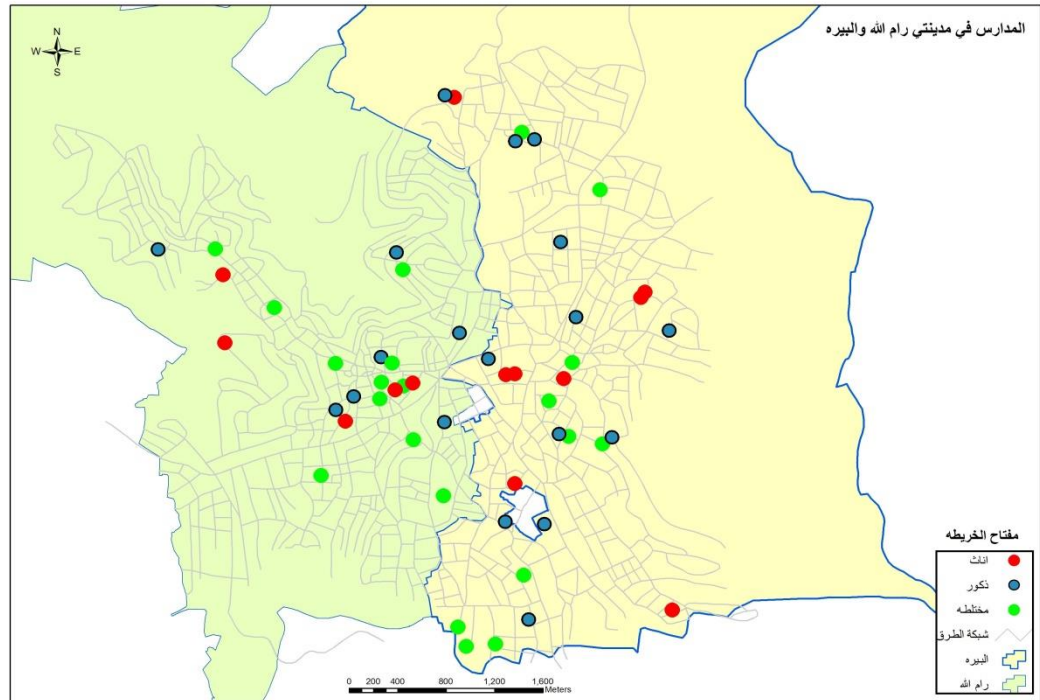 المدارس في مدينتي رام الله والبيره
N
W E
S
مفتاح الخريطه
اناث
ذكور
مختلطه
شبكة الطرق
البيره
رام الله
0 200 400 800 1,200 1,600
Meters